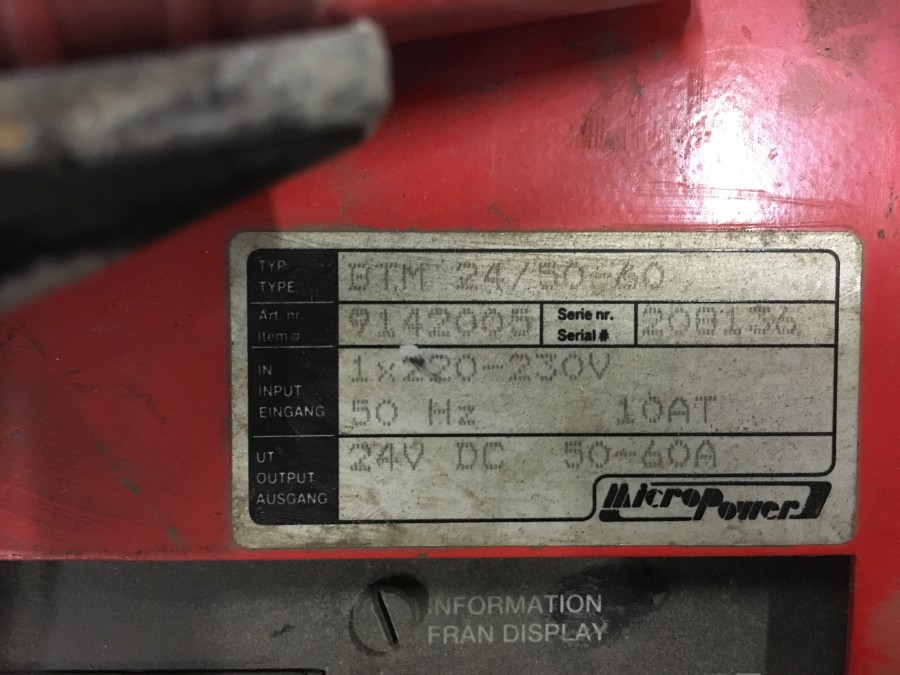 TYP
TYPE
BTM 24/50-60
Art. nr.
Item #
9142005
Serie nr.
Serial #
208136
IN
INPUT
EINGANG
1x220-230V
50 Hz 10AT
UT
OUTPUT
AUSGANG
24V DC 50-60A
MicroPower
INFORMATION
FRAN DISPLAY